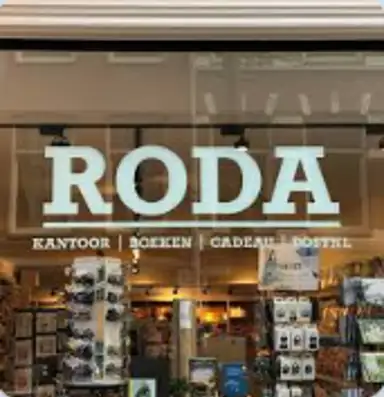 RODA
KANTOOR | BOEKEN | CADEAU | POSTNL